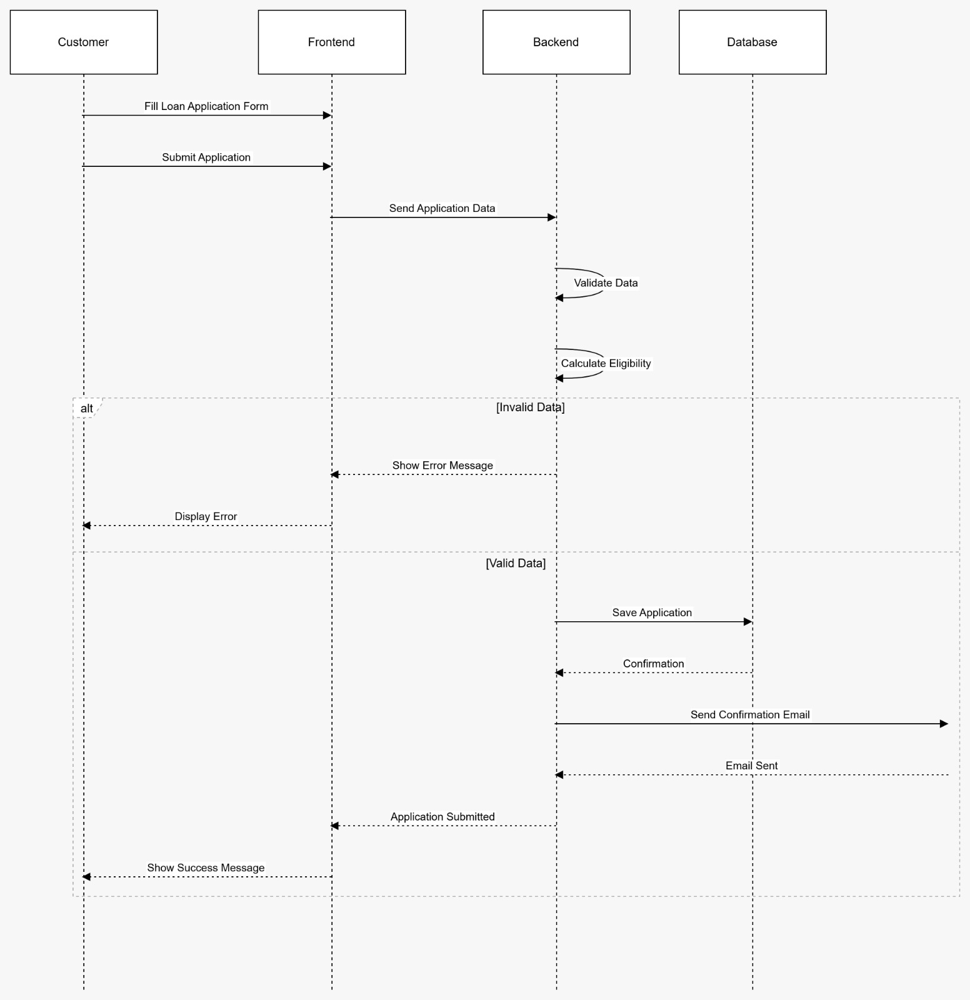 Customer
Frontend
Backend
Database
Fill Loan Application Form
Submit Application
Send Application Data
Validate Data
Calculate Eligibility
alt
[Invalid Data]
Show Error Message
Display Error
[Valid Data]
Save Application
Confirmation
Send Confirmation Email
Email Sent
Application Submitted
Show Success Message